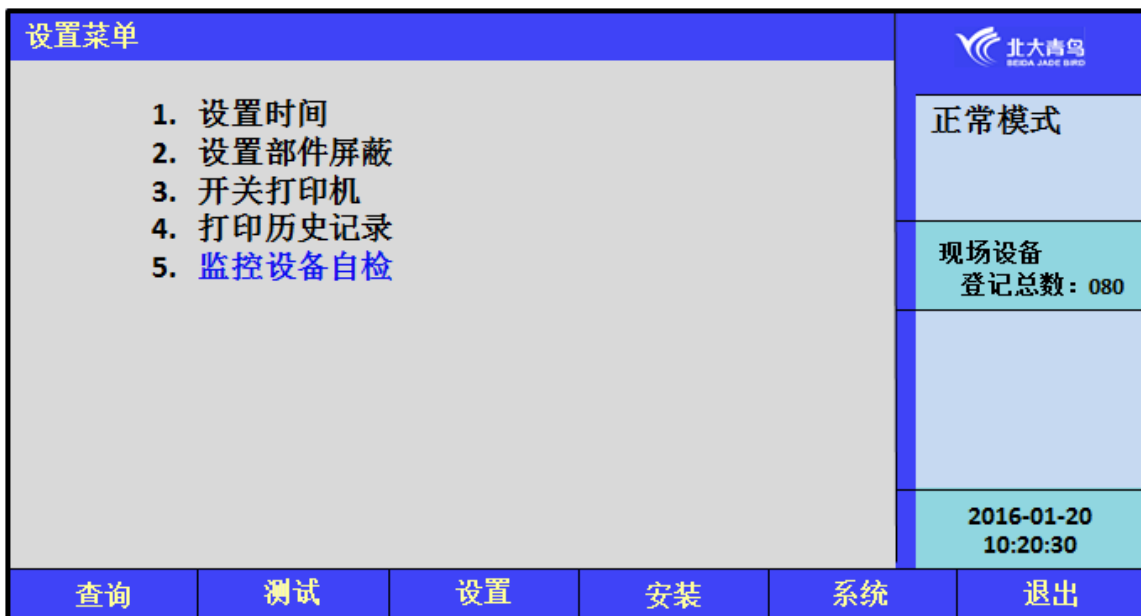 设置菜单
1. 设置时间
2. 设置部件屏蔽
3. 开关打印机
4. 打印历史记录
5. 监控设备自检
北大青鸟
BEIDA JADE BIRD
正常模式
现场设备
登记总数：080
2016-01-20
10:20:30
查询 测试 设置 安装 系统 退出